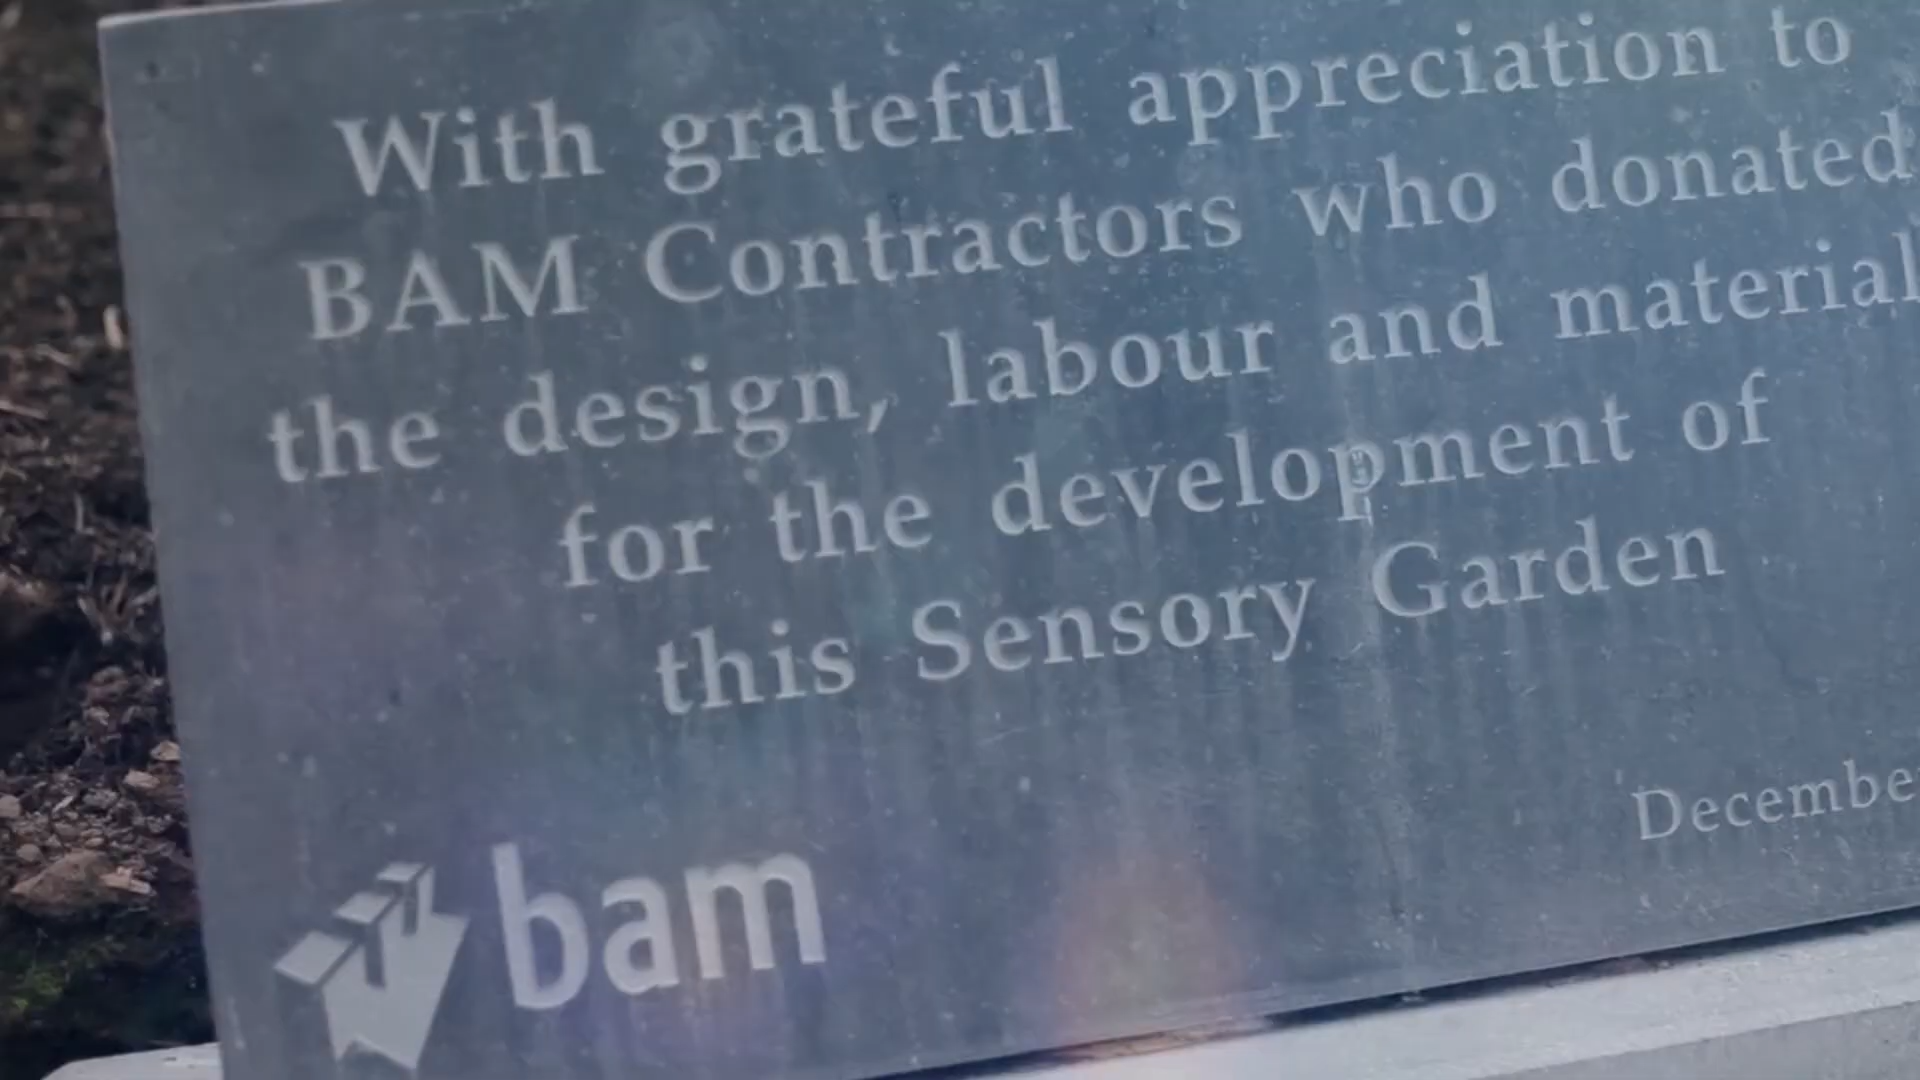 With grateful appreciation to
BAM Contractors who donated
the design, labour and material
for the development of
this Sensory Garden
Decembe
bam